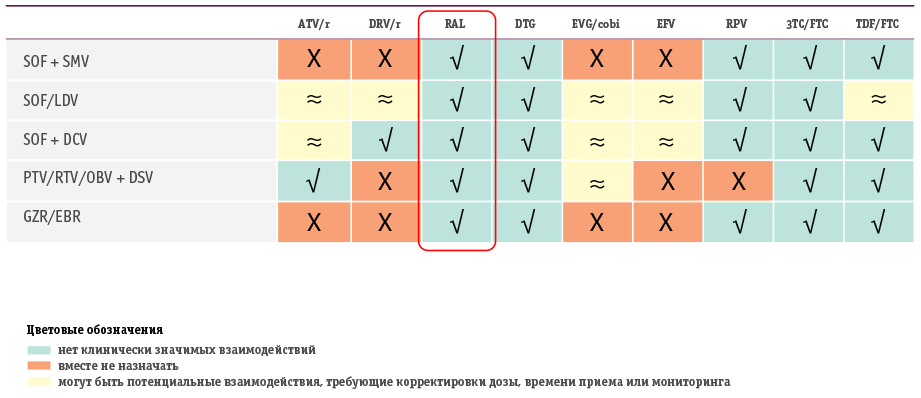 ATV/r DRV/r RAL DTG EVG/cobi EFV RPV 3TC/FTC TDF/FTC
SOF + SMV X X √ √ X X √ √ √
SOF/LDV ≈ ≈ √ √ ≈ ≈ √ √ ≈
SOF + DCV ≈ √ √ √ ≈ ≈ √ √ √
PTV/RTV/OBV + DSV √ X √ √ ≈ X X √ √
GZR/EBR X X √ √ X X √ √ √
Цветовые обозначения
нет клинически значимых взаимодействий
вместе не назначать
могут быть потенциальные взаимодействия, требующие корректировки дозы, времени приема или мониторинга